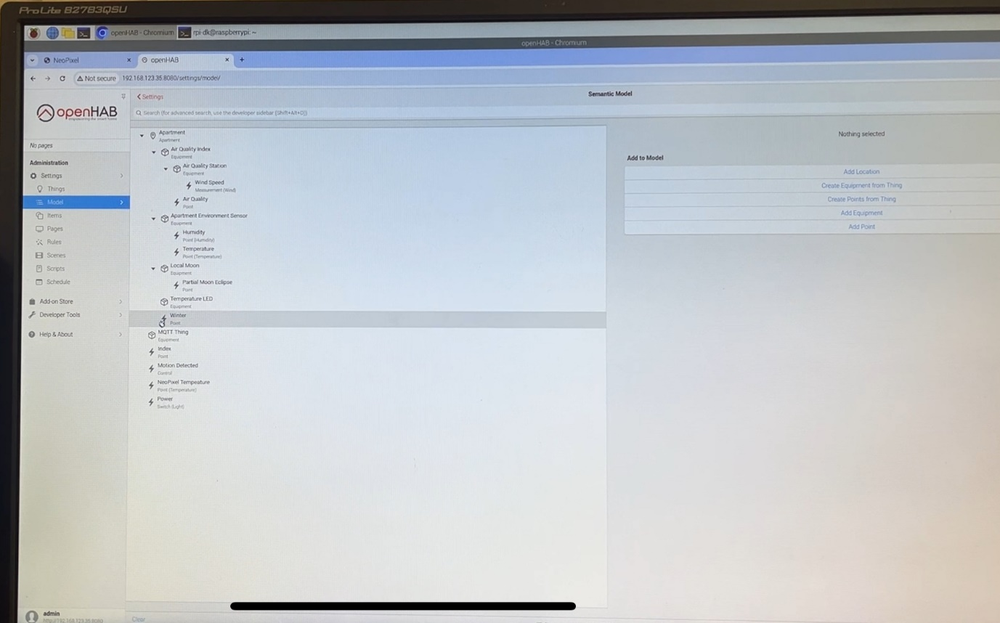 ProLite B2783QSU
openHAB - Chromium
rpi-dk@raspberrypi: ~
openHAB - Chromium
NeoPixel
openHAB
Not secure
192.168.123.35:8080/settings/model/
openHAB
empowering the smart home
No pages
Administration
Settings
Things
Model
Items
Pages
Rules
Scenes
Scripts
Schedule
Add-on Store
Developer Tools
Help & About
admin
http://192.168.123.35:8080
Settings
Semantic Model
Search (for advanced search, use the developer sidebar (Shift+Alt+D))
Apartment
Apartment
Air Quality Index
Equipment
Air Quality Station
Equipment
Wind Speed
Measurement (Wind)
Air Quality
Point
Apartment Environment Sensor
Equipment
Humidity
Point (Humidity)
Temperature
Point (Temperature)
Local Moon
Equipment
Partial Moon Eclipse
Point
Temperature LED
Equipment
Winter
Point
MQTT Thing
Equipment
Index
Point
Motion Detected
Control
NeoPixel Tempeature
Point (Temperature)
Power
Switch (Light)
Clear
Nothing selected
Add to Model
Add Location
Create Equipment from Thing
Create Points from Thing
Add Equipment
Add Point